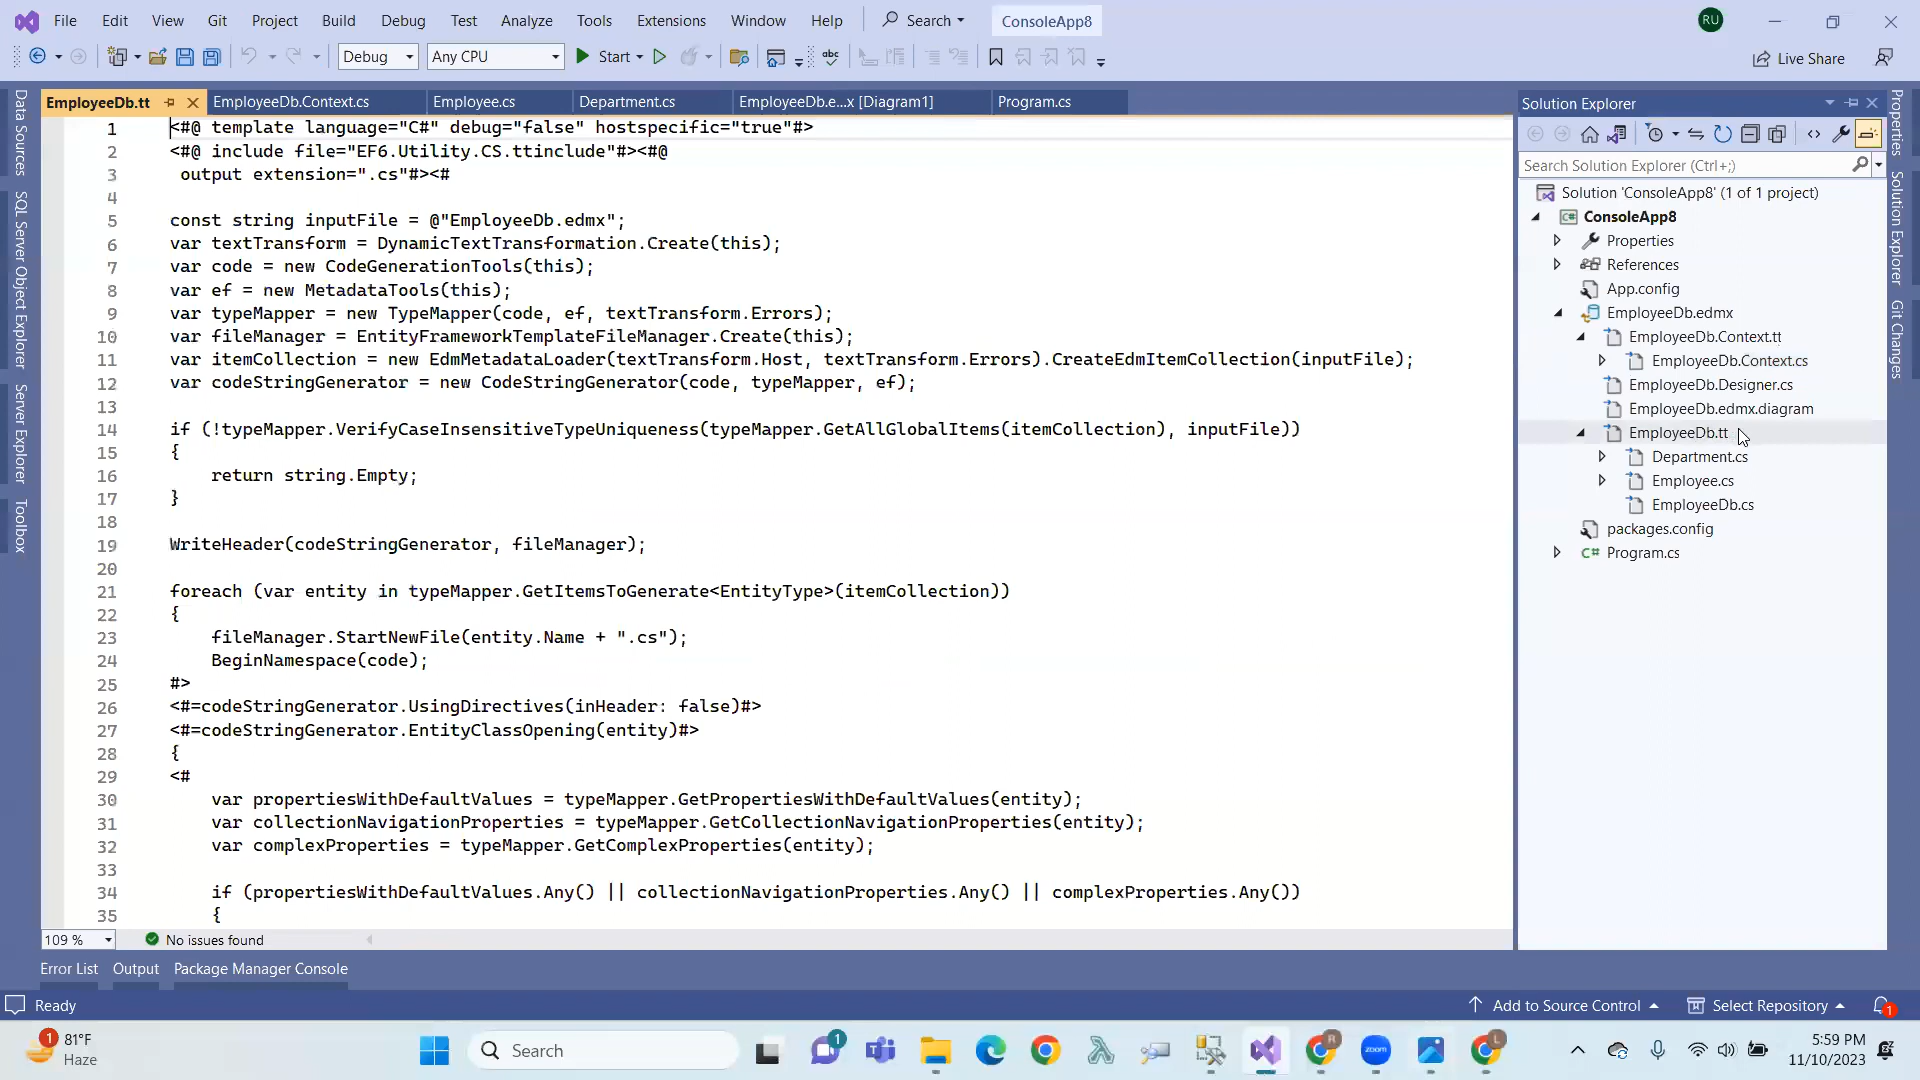 File Edit View Git Project Build Debug Test Analyze Tools Extensions Window Help Search ConsoleApp8 RU
Debug Any CPU Start abc Live Share
EmployeeDb.tt EmployeeDb.Context.cs Employee.cs Department.cs EmployeeDb.e...x [Diagram1] Program.cs
Data Sources
SQL Server Object Explorer
Server Explorer
Toolbox
1 <#@ template language="C#" debug="false" hostspecific="true"#>
2 <#@ include file="EF6.Utility.CS.ttinclude"#><#@
3 output extension=".cs"#><#
4
5 const string inputFile = @"EmployeeDb.edmx";
6 var textTransform = DynamicTextTransformation.Create(this);
7 var code = new CodeGenerationTools(this);
8 var ef = new MetadataTools(this);
9 var typeMapper = new TypeMapper(code, ef, textTransform.Errors);
10 var fileManager = EntityFrameworkTemplateFileManager.Create(this);
11 var itemCollection = new EdmMetadataLoader(textTransform.Host, textTransform.Errors).CreateEdmItemCollection(inputFile);
12 var codeStringGenerator = new CodeStringGenerator(code, typeMapper, ef);
13
14 if (!typeMapper.VerifyCaseInsensitiveTypeUniqueness(typeMapper.GetAllGlobalItems(itemCollection), inputFile))
15 {
16 return string.Empty;
17 }
18
19 WriteHeader(codeStringGenerator, fileManager);
20
21 foreach (var entity in typeMapper.GetItemsToGenerate<EntityType>(itemCollection))
22 {
23 fileManager.StartNewFile(entity.Name + ".cs");
24 BeginNamespace(code);
25 #>
26 <#=codeStringGenerator.UsingDirectives(inHeader: false)#>
27 <#=codeStringGenerator.EntityClassOpening(entity)#>
28 {
29 <#
30 var propertiesWithDefaultValues = typeMapper.GetPropertiesWithDefaultValues(entity);
31 var collectionNavigationProperties = typeMapper.GetCollectionNavigationProperties(entity);
32 var complexProperties = typeMapper.GetComplexProperties(entity);
33
34 if (propertiesWithDefaultValues.Any() || collectionNavigationProperties.Any() || complexProperties.Any())
35 {
109 % No issues found
Solution Explorer
Search Solution Explorer (Ctrl+;)
Solution 'ConsoleApp8' (1 of 1 project)
C# ConsoleApp8
Properties
References
App.config
EmployeeDb.edmx
EmployeeDb.Context.tt
EmployeeDb.Context.cs
EmployeeDb.Designer.cs
EmployeeDb.edmx.diagram
EmployeeDb.tt
Department.cs
Employee.cs
EmployeeDb.cs
packages.config
C# Program.cs
Properties
Solution Explorer
Git Changes
Error List Output Package Manager Console
Ready Add to Source Control Select Repository 1
1 81°F
Haze
Search
1
zoom
R
L
5:59 PM
11/10/2023